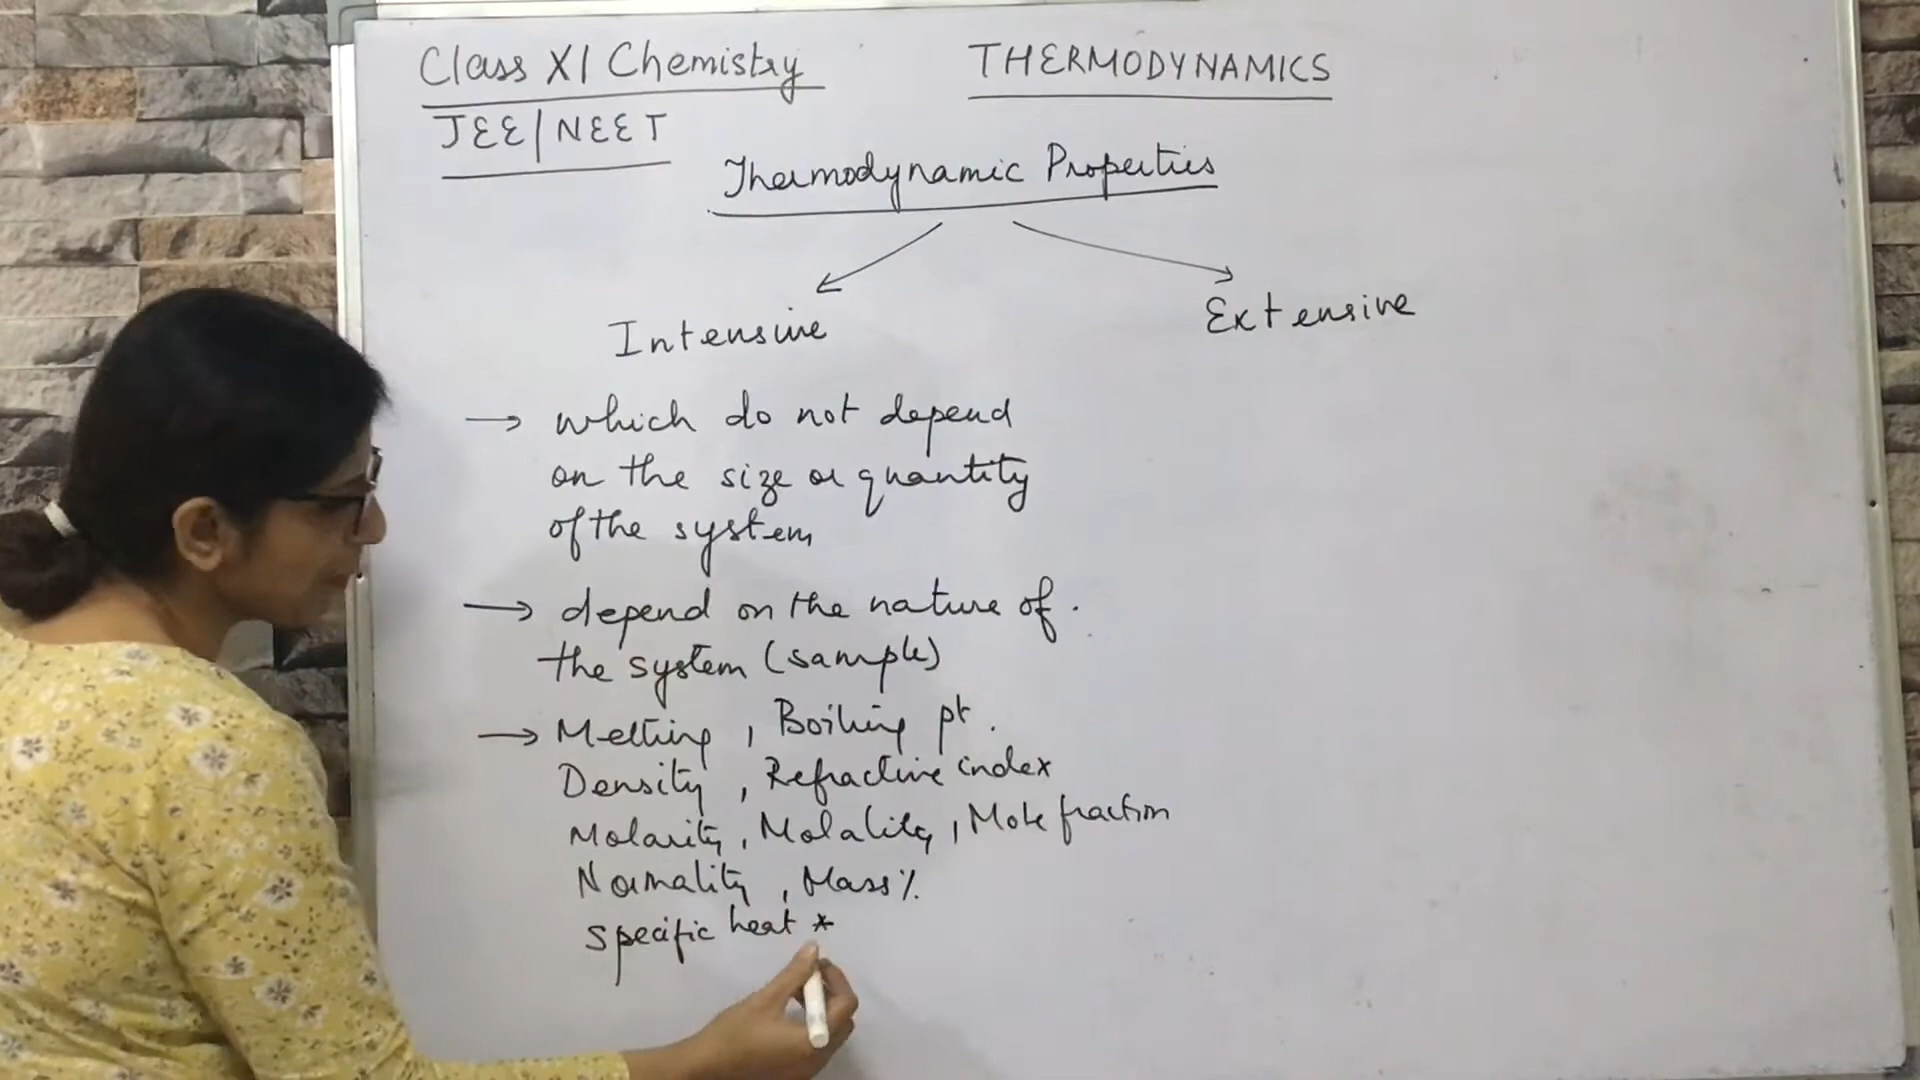 Class XI Chemistry
THERMODYNAMICS
JEE/NEET
Thermodynamic Properties
Intensive
Extensive
→ which do not depend
on the size or quantity
of the system
→ depend on the nature of.
the system (sample)
→ Melting, Boiling pt.
Density, Refractive index
Molarity, Molality, Mole fraction
Normality, Mass%
Specific heat *